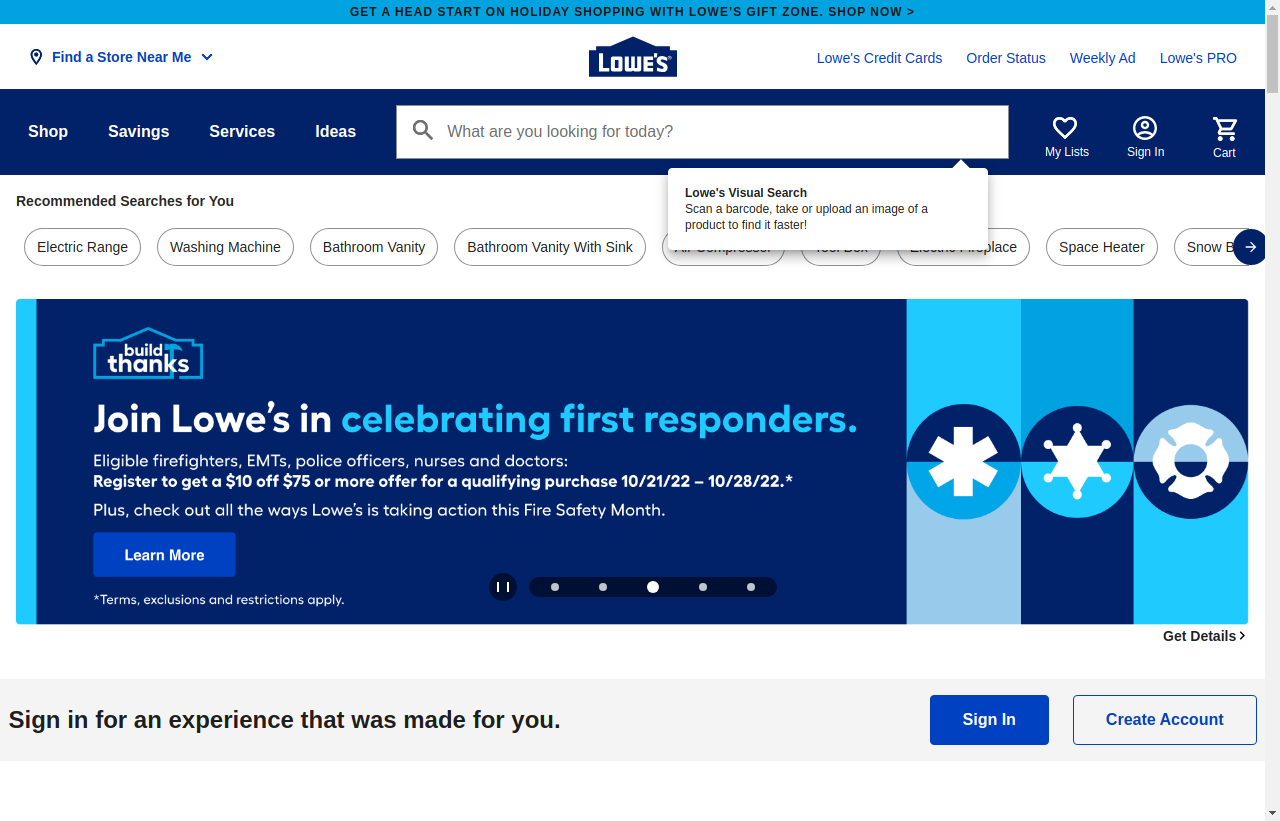 GET A HEAD START ON HOLIDAY SHOPPING WITH LOWE'S GIFT ZONE. SHOP NOW >
Find a Store Near Me
LOWE'S
Lowe's Credit Cards
Order Status
Weekly Ad
Lowe's PRO
Shop
Savings
Services
Ideas
What are you looking for today?
My Lists
Sign In
Cart
Lowe's Visual Search
Scan a barcode, take or upload an image of a
product to find it faster!
Recommended Searches for You
Electric Range
Washing Machine
Bathroom Vanity
Bathroom Vanity With Sink
Air Compressor
Tool Box
Electric Fireplace
Space Heater
Snow B
build
thanks
Join Lowe's in celebrating first responders.
Eligible firefighters, EMTs, police officers, nurses and doctors:
Register to get a $10 off $75 or more offer for a qualifying purchase 10/21/22 – 10/28/22.*
Plus, check out all the ways Lowe's is taking action this Fire Safety Month.
Learn More
*Terms, exclusions and restrictions apply.
Get Details
Sign in for an experience that was made for you.
Sign In
Create Account